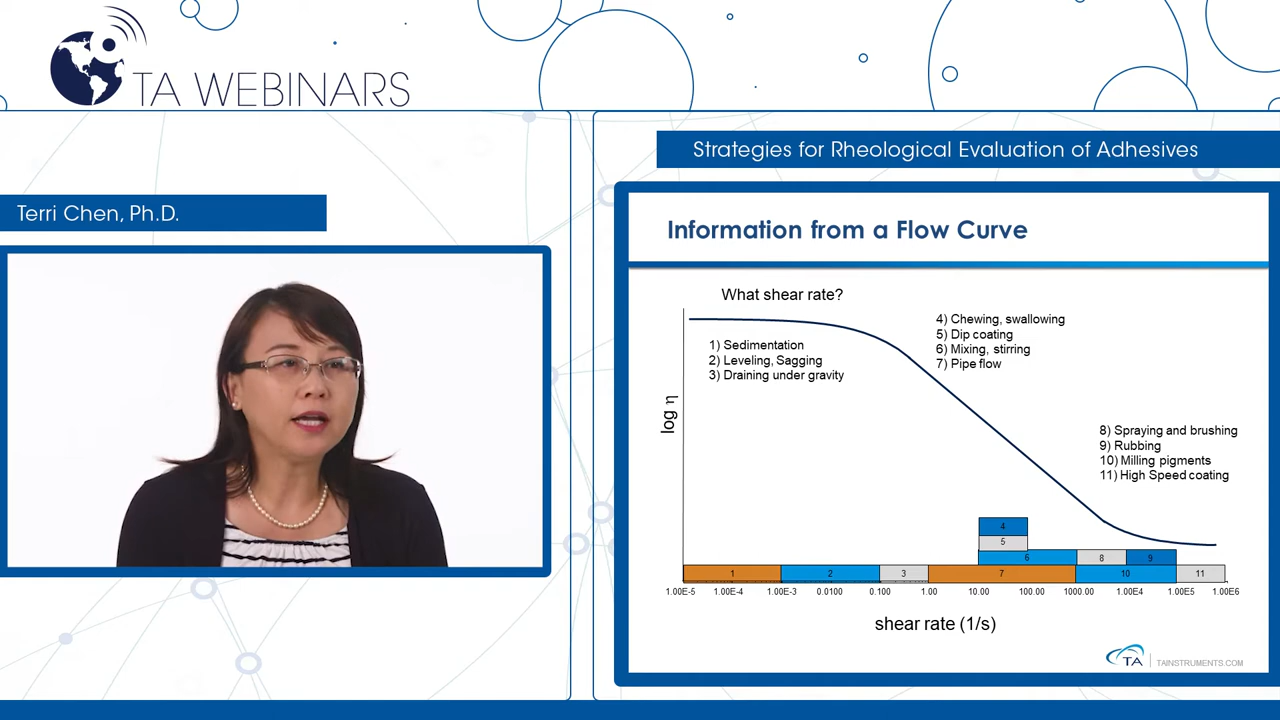 TA WEBINARS
Strategies for Rheological Evaluation of Adhesives
Terri Chen, Ph.D.
Information from a Flow Curve
What shear rate?
1) Sedimentation
2) Leveling, Sagging
3) Draining under gravity
4) Chewing, swallowing
5) Dip coating
6) Mixing, stirring
7) Pipe flow
8) Spraying and brushing
9) Rubbing
10) Milling pigments
11) High Speed coating
log η
4
5
6 8 9
1 2 3 7 10 11
1.00E-5 1.00E-4 1.00E-3 0.0100 0.100 1.00 10.00 100.00 1000.00 1.00E4 1.00E5 1.00E6
shear rate (1/s)
TA TAINSTRUMENTS.COM